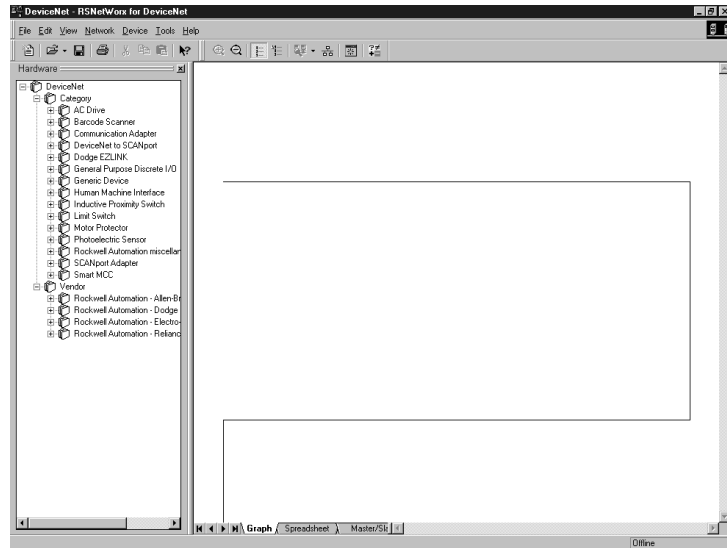 DeviceNet - RSNetWorx for DeviceNet
File Edit View Network Device Tools Help
Hardware
DeviceNet
Category
AC Drive
Barcode Scanner
Communication Adapter
DeviceNet to SCANport
Dodge EZLINK
General Purpose Discrete I/O
Generic Device
Human Machine Interface
Inductive Proximity Switch
Limit Switch
Motor Protector
Photoelectric Sensor
Rockwell Automation miscellar
SCANport Adapter
Smart MCC
Vendor
Rockwell Automation - Allen-Br
Rockwell Automation - Dodge
Rockwell Automation - Electro-
Rockwell Automation - Relianc
Graph Spreadsheet Master/Sla
Offline